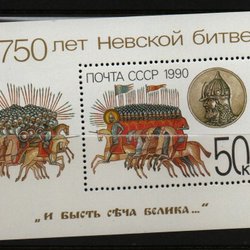 750 лет Невской битве
ПОЧТА СССР 1990
50к
„и бысть сѣча велика..."